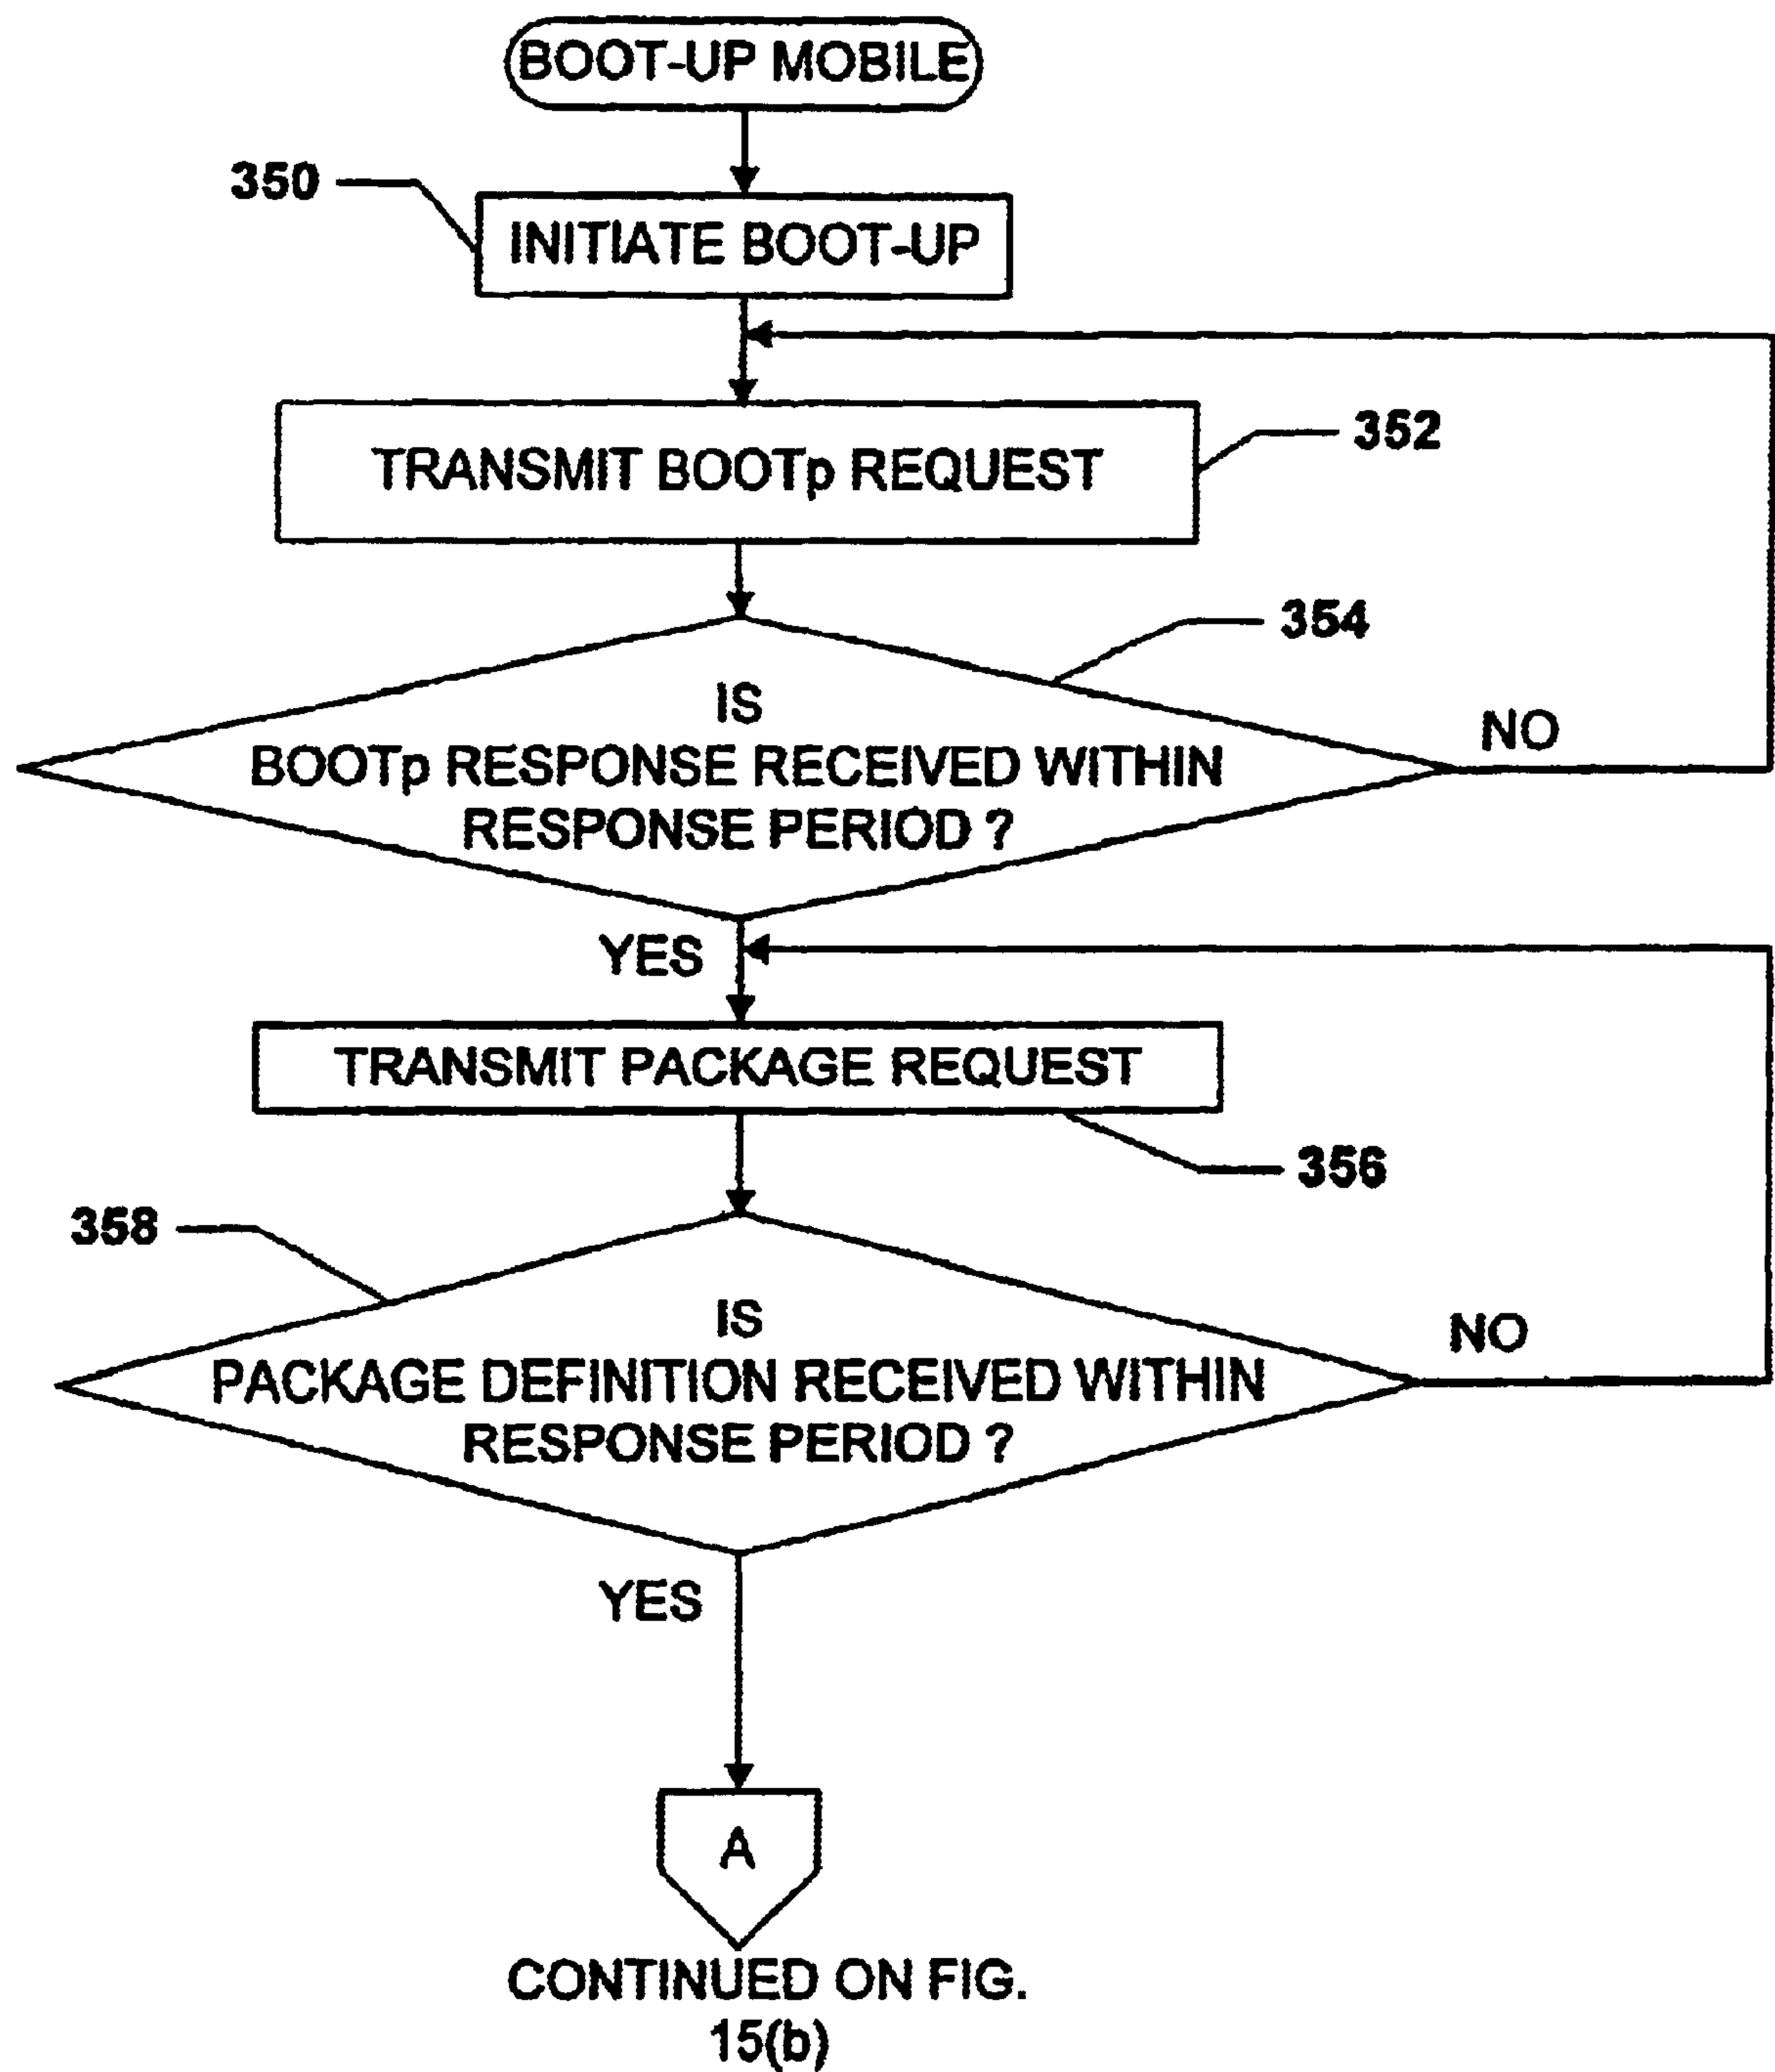 BOOT-UP MOBILE
350
INITIATE BOOT-UP
TRANSMIT BOOTp REQUEST
352
354
IS
BOOTp RESPONSE RECEIVED WITHIN
RESPONSE PERIOD ?
NO
YES
TRANSMIT PACKAGE REQUEST
356
358
IS
PACKAGE DEFINITION RECEIVED WITHIN
RESPONSE PERIOD ?
NO
YES
A
CONTINUED ON FIG.
15(b)